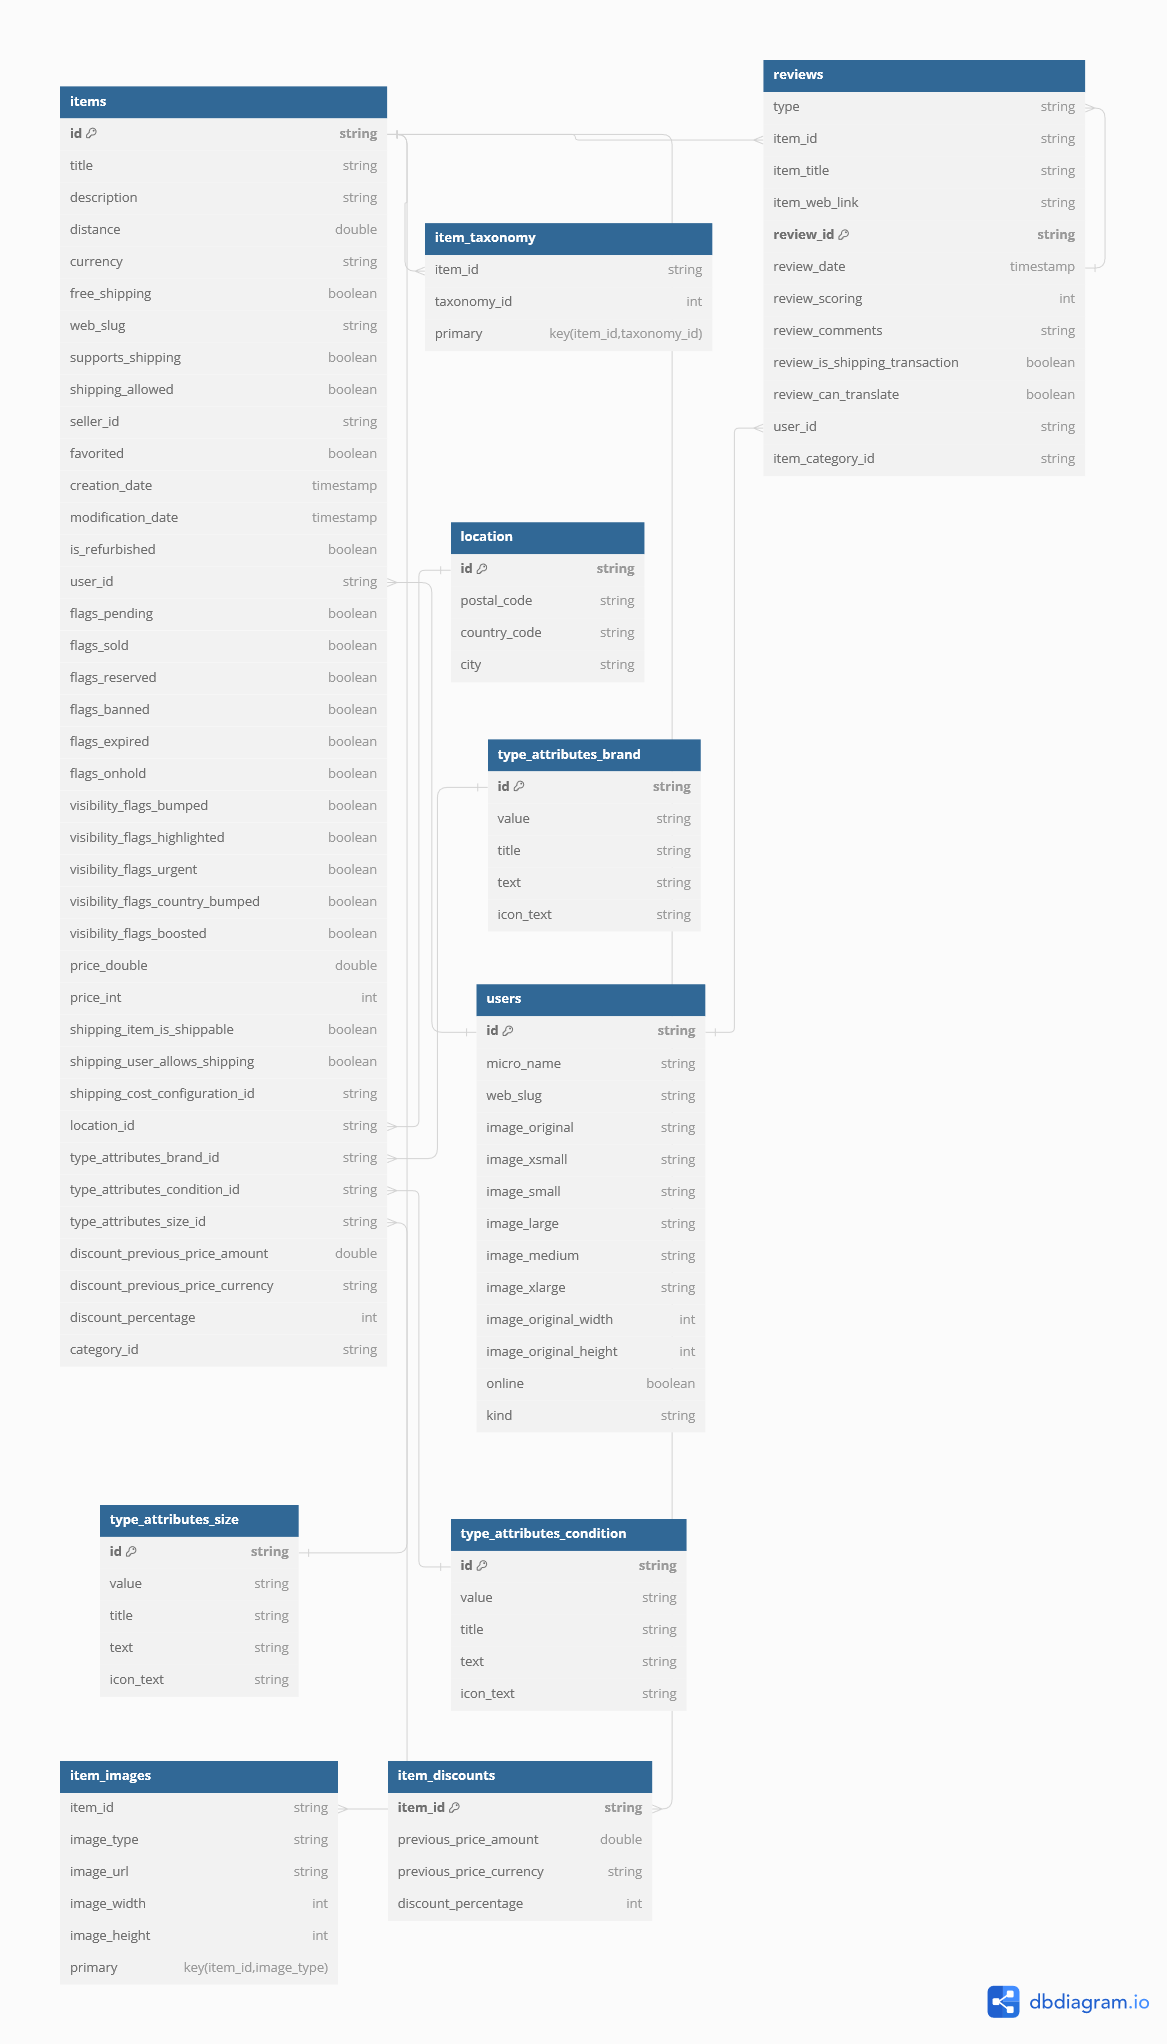 items
id string
title string
description string
distance double
currency string
free_shipping boolean
web_slug string
supports_shipping boolean
shipping_allowed boolean
seller_id string
favorited boolean
creation_date timestamp
modification_date timestamp
is_refurbished boolean
user_id string
flags_pending boolean
flags_sold boolean
flags_reserved boolean
flags_banned boolean
flags_expired boolean
flags_onhold boolean
visibility_flags_bumped boolean
visibility_flags_highlighted boolean
visibility_flags_urgent boolean
visibility_flags_country_bumped boolean
visibility_flags_boosted boolean
price_double double
price_int int
shipping_item_is_shippable boolean
shipping_user_allows_shipping boolean
shipping_cost_configuration_id string
location_id string
type_attributes_brand_id string
type_attributes_condition_id string
type_attributes_size_id string
discount_previous_price_amount double
discount_previous_price_currency string
discount_percentage int
category_id string
reviews
type string
item_id string
item_title string
item_web_link string
review_id string
review_date timestamp
review_scoring int
review_comments string
review_is_shipping_transaction boolean
review_can_translate boolean
user_id string
item_category_id string
item_taxonomy
item_id string
taxonomy_id int
primary key(item_id,taxonomy_id)
location
id string
postal_code string
country_code string
city string
type_attributes_brand
id string
value string
title string
text string
icon_text string
users
id string
micro_name string
web_slug string
image_original string
image_xsmall string
image_small string
image_large string
image_medium string
image_xlarge string
image_original_width int
image_original_height int
online boolean
kind string
type_attributes_size
id string
value string
title string
text string
icon_text string
type_attributes_condition
id string
value string
title string
text string
icon_text string
item_images
item_id string
image_type string
image_url string
image_width int
image_height int
primary key(item_id,image_type)
item_discounts
item_id string
previous_price_amount double
previous_price_currency string
discount_percentage int
dbdiagram.io